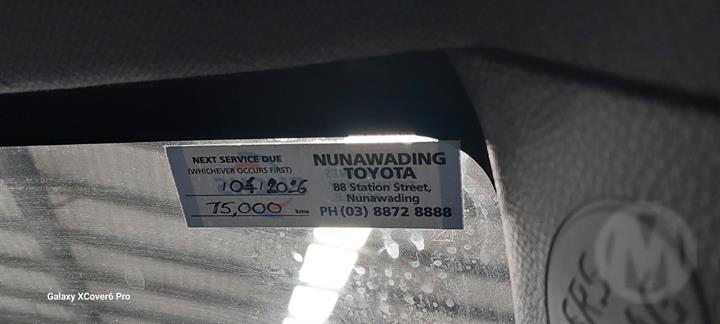 NEXT SERVICE DUE
(WHICHEVER OCCURS FIRST)
/04/2026
75,000 kms
NUNAWADING
TOYOTA
88 Station Street,
Nunawading
PH (03) 8872 8888
Galaxy XCover6 Pro
M